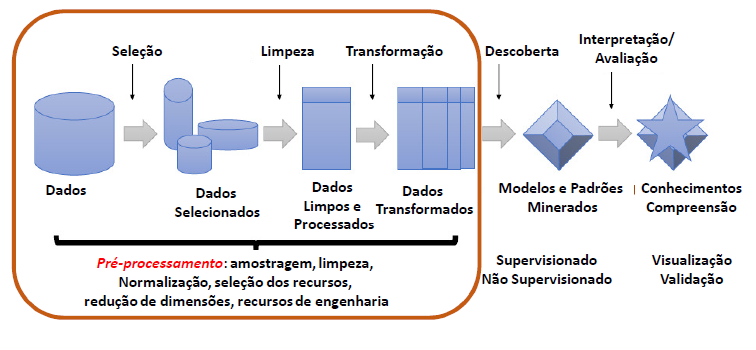 Seleção
Limpeza
Transformação
Descoberta
Interpretação/
Avaliação
Dados
Dados
Selecionados
Dados
Limpos e
Processados
Dados
Transformados
Modelos e Padrões
Minerados
Conhecimentos
Compreensão
Pré-processamento: amostragem, limpeza,
Normalização, seleção dos recursos,
redução de dimensões, recursos de engenharia
Supervisionado
Não Supervisionado
Visualização
Validação